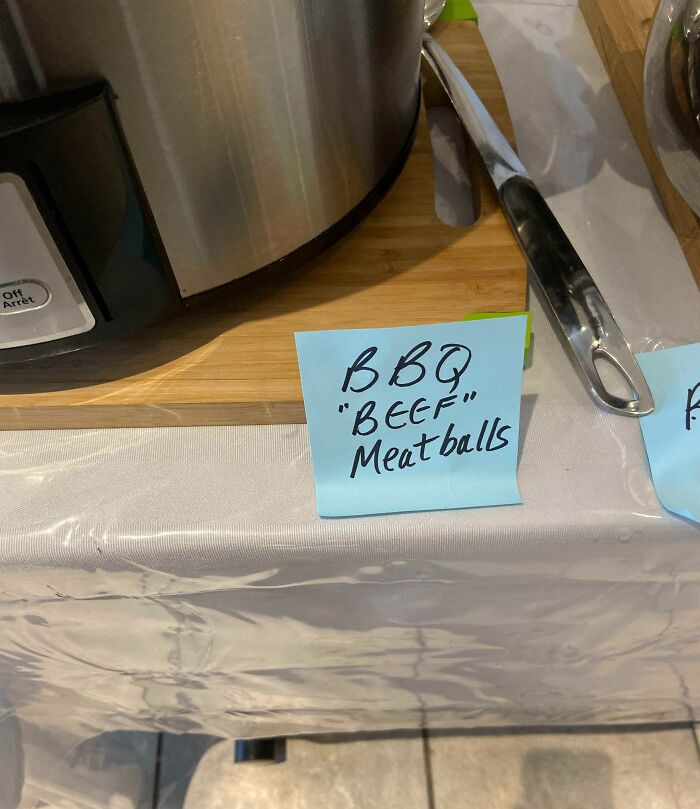 Off
Arrêt
BBQ
"BEEF"
Meatballs